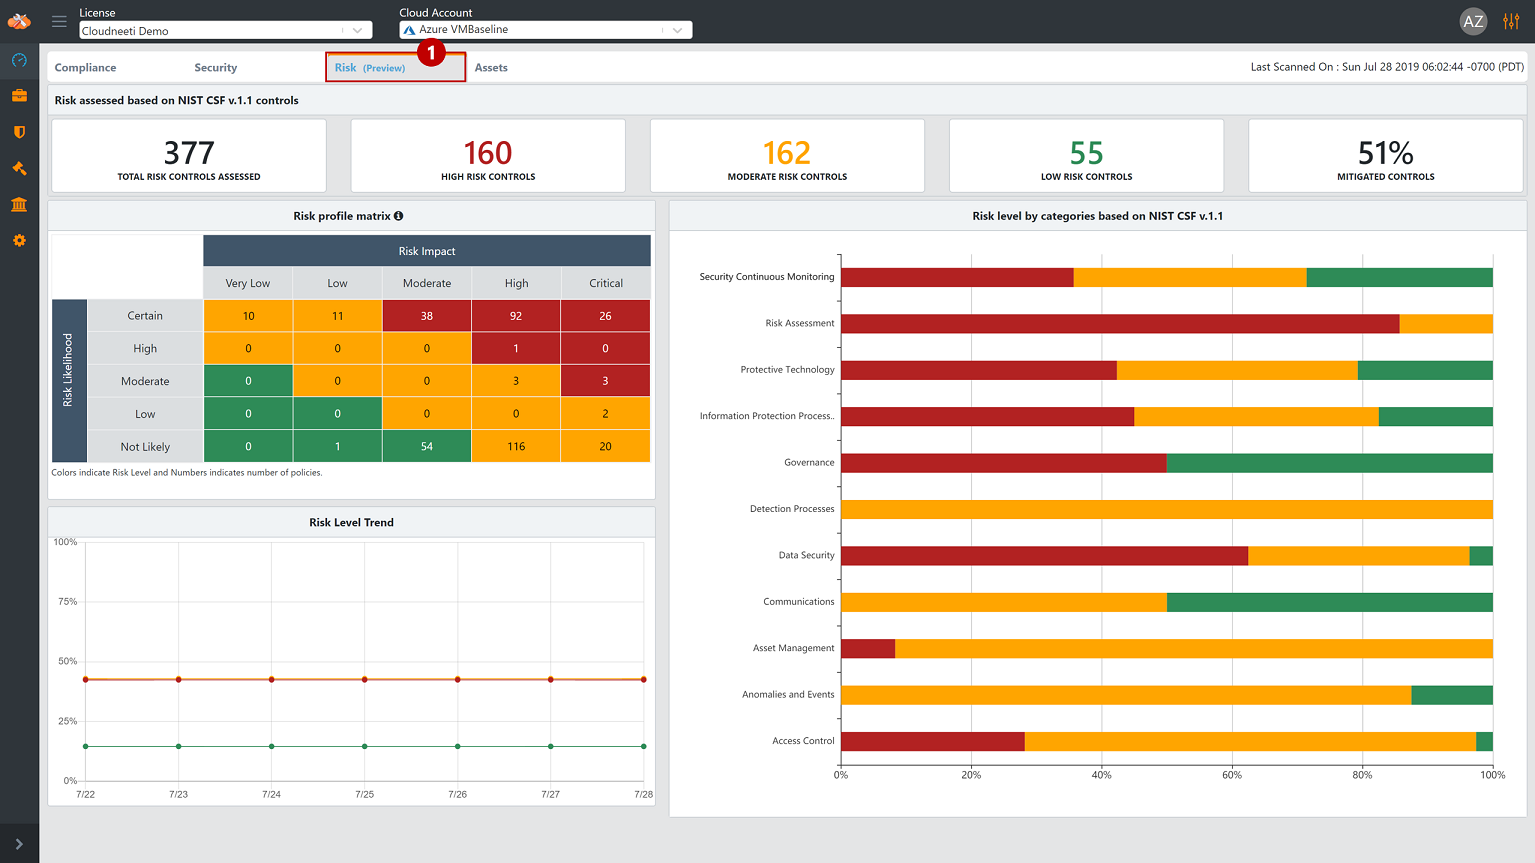 License
Cloudneeti Demo
Cloud Account
Azure VMBaseline
AZ
1
Compliance
Security
Risk (Preview)
Assets
Last Scanned On : Sun Jul 28 2019 06:02:44 -0700 (PDT)
Risk assessed based on NIST CSF v.1.1 controls
377
TOTAL RISK CONTROLS ASSESSED
160
HIGH RISK CONTROLS
162
MODERATE RISK CONTROLS
55
LOW RISK CONTROLS
51%
MITIGATED CONTROLS
Risk profile matrix
Risk Impact
Very Low Low Moderate High Critical
Risk Likelihood
Certain 10 11 38 92 26
High 0 0 0 1 0
Moderate 0 0 0 3 3
Low 0 0 0 0 2
Not Likely 0 1 54 116 20
Colors indicate Risk Level and Numbers indicates number of policies.
Risk Level Trend
100%
75%
50%
25%
0%
7/22 7/23 7/24 7/25 7/26 7/27 7/28
Risk level by categories based on NIST CSF v.1.1
Security Continuous Monitoring
Risk Assessment
Protective Technology
Information Protection Process..
Governance
Detection Processes
Data Security
Communications
Asset Management
Anomalies and Events
Access Control
0% 20% 40% 60% 80% 100%